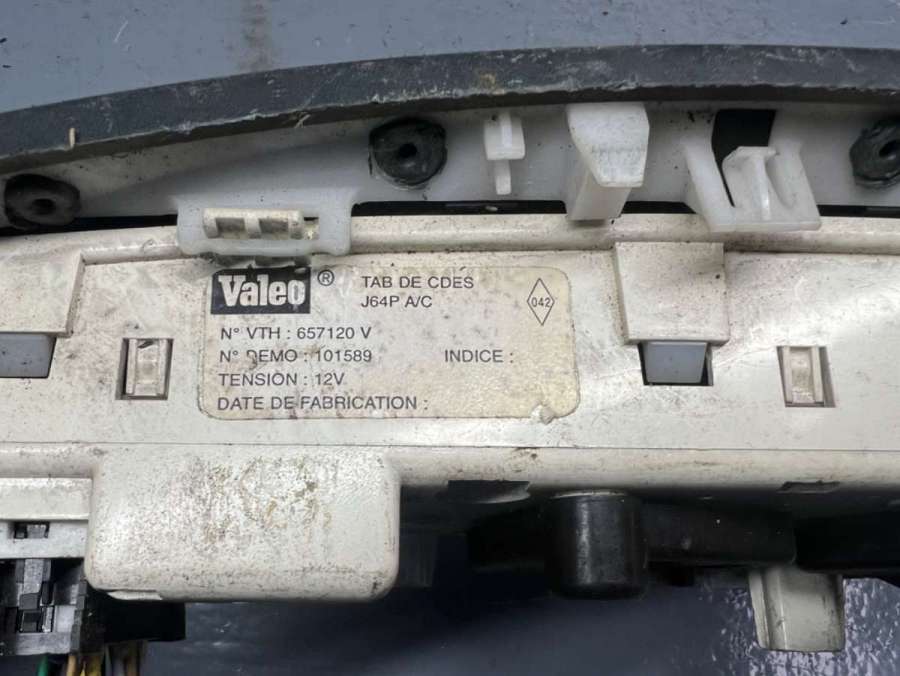 Valeo ® TAB DE CDES
J64P A/C
042
N° VTH : 657120 V
N° DEMO : 101589 INDICE :
TENSION : 12V
DATE DE FABRICATION :